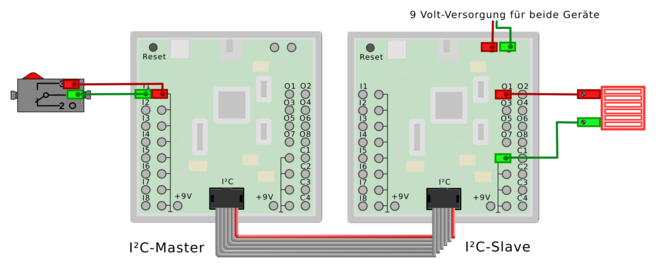 9 Volt-Versorgung für beide Geräte
Reset
I1
I2
I3
I4
I5
I6
I7
I8
+9V
I²C
+9V
O1 O2
O3 O4
O5 O6
O7 O8
C1
C2
C3
C4
Reset
I1
I2
I3
I4
I5
I6
I7
I8
+9V
I²C
+9V
O1 O2
O3 O4
O5 O6
O7 O8
C1
C2
C3
C4
3
1
2
I²C-Master
I²C-Slave